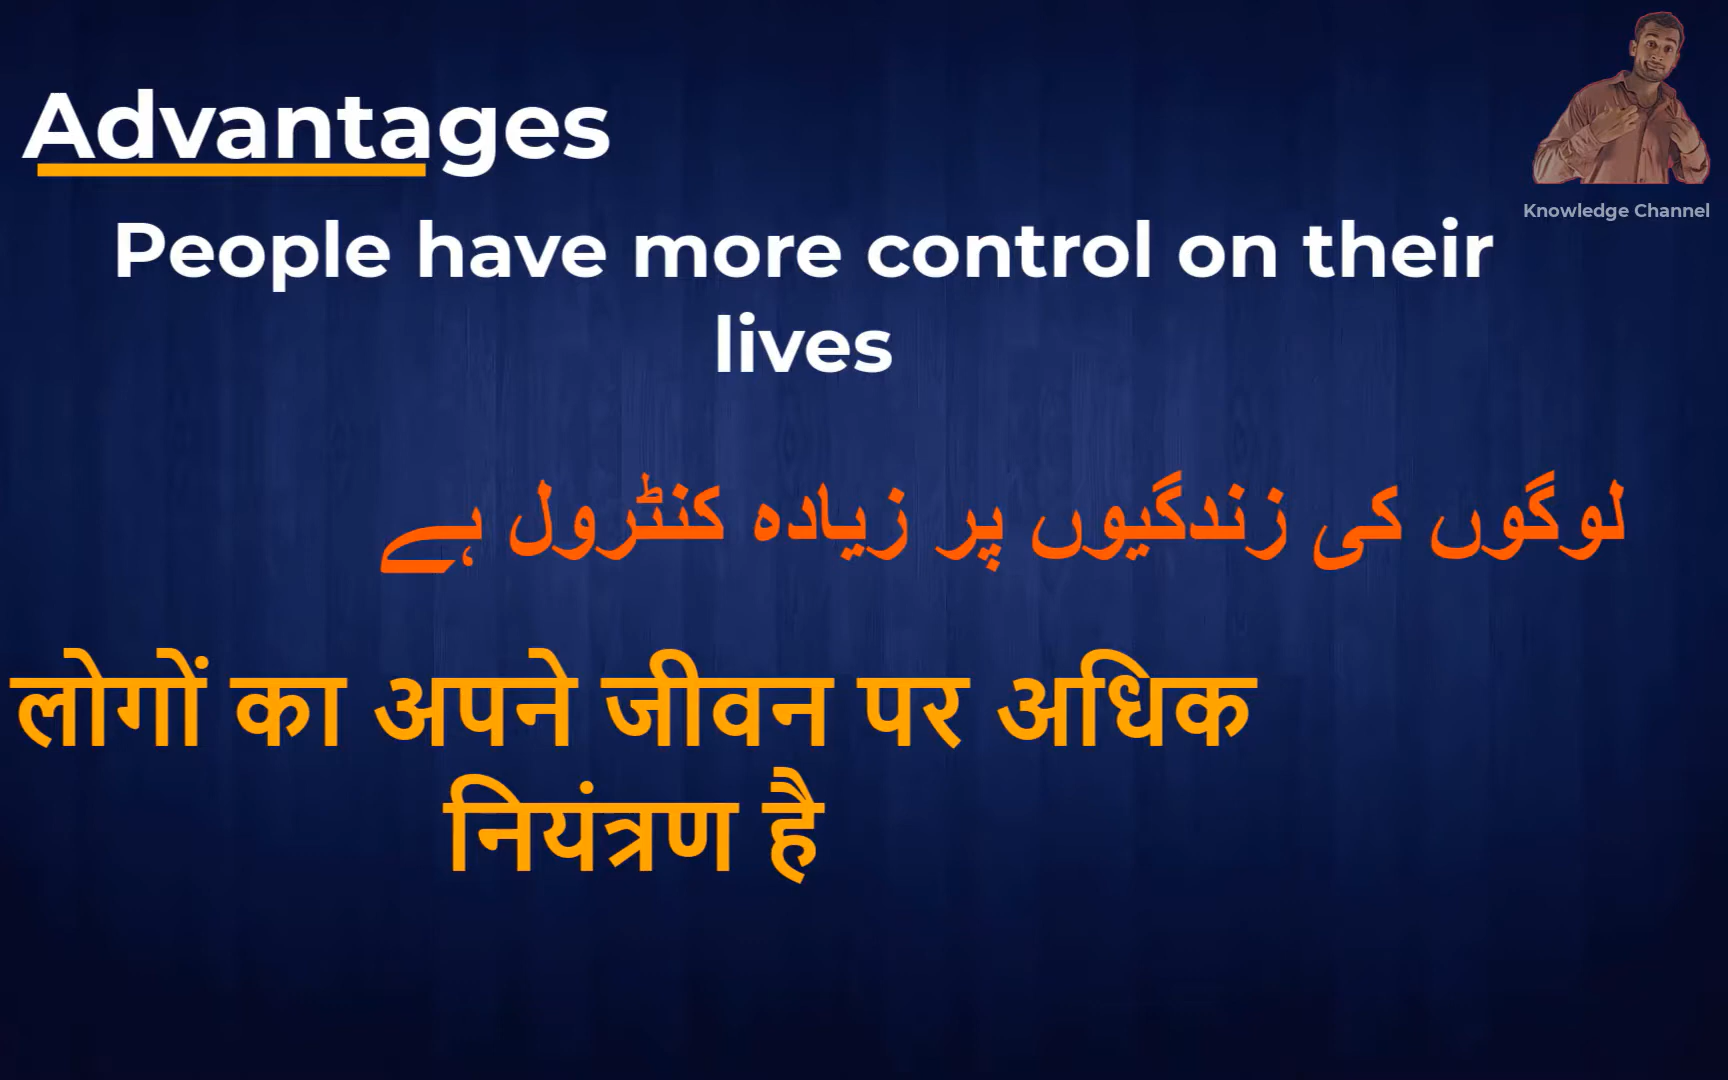 Advantages
Knowledge Channel
People have more control on their
lives
لوگوں کی زندگیوں پر زیادہ کنٹرول ہے
लोगों का अपने जीवन पर अधिक
नियंत्रण है